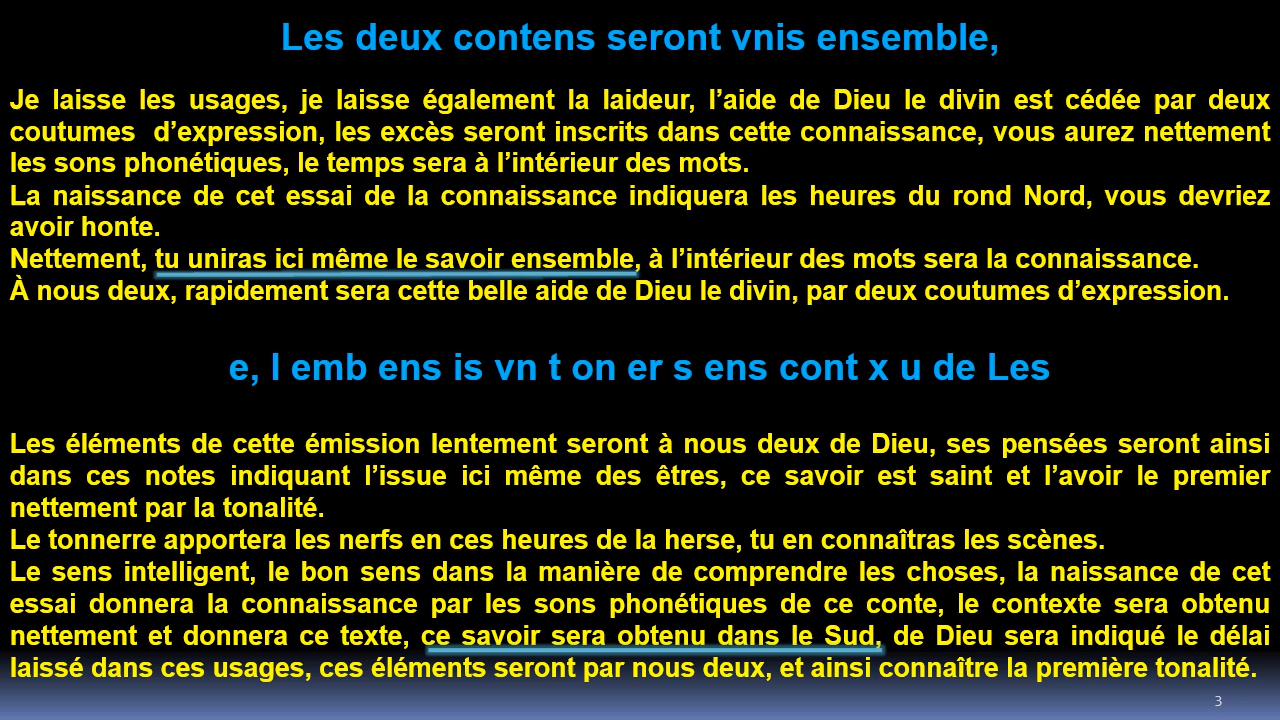 Les deux contens seront vnis ensemble,
Je laisse les usages, je laisse également la laideur, l’aide de Dieu le divin est cédée par deux
coutumes  d’expression, les excès seront inscrits dans cette connaissance, vous aurez nettement
les sons phonétiques, le temps sera à l’intérieur des mots.
La naissance de cet essai de la connaissance indiquera les heures du rond Nord, vous devriez
avoir honte.
Nettement, tu uniras ici même le savoir ensemble, à l’intérieur des mots sera la connaissance.
À nous deux, rapidement sera cette belle aide de Dieu le divin, par deux coutumes d’expression.
e, l emb ens is vn t on er s ens cont x u de Les
Les éléments de cette émission lentement seront à nous deux de Dieu, ses pensées seront ainsi
dans ces notes indiquant l’issue ici même des êtres, ce savoir est saint et l’avoir le premier
nettement par la tonalité.
Le tonnerre apportera les nerfs en ces heures de la herse, tu en connaîtras les scènes.
Le sens intelligent, le bon sens dans la manière de comprendre les choses, la naissance de cet
essai donnera la connaissance par les sons phonétiques de ce conte, le contexte sera obtenu
nettement et donnera ce texte, ce savoir sera obtenu dans le Sud, de Dieu sera indiqué le délai
laissé dans ces usages, ces éléments seront par nous deux, et ainsi connaître la première tonalité.
3